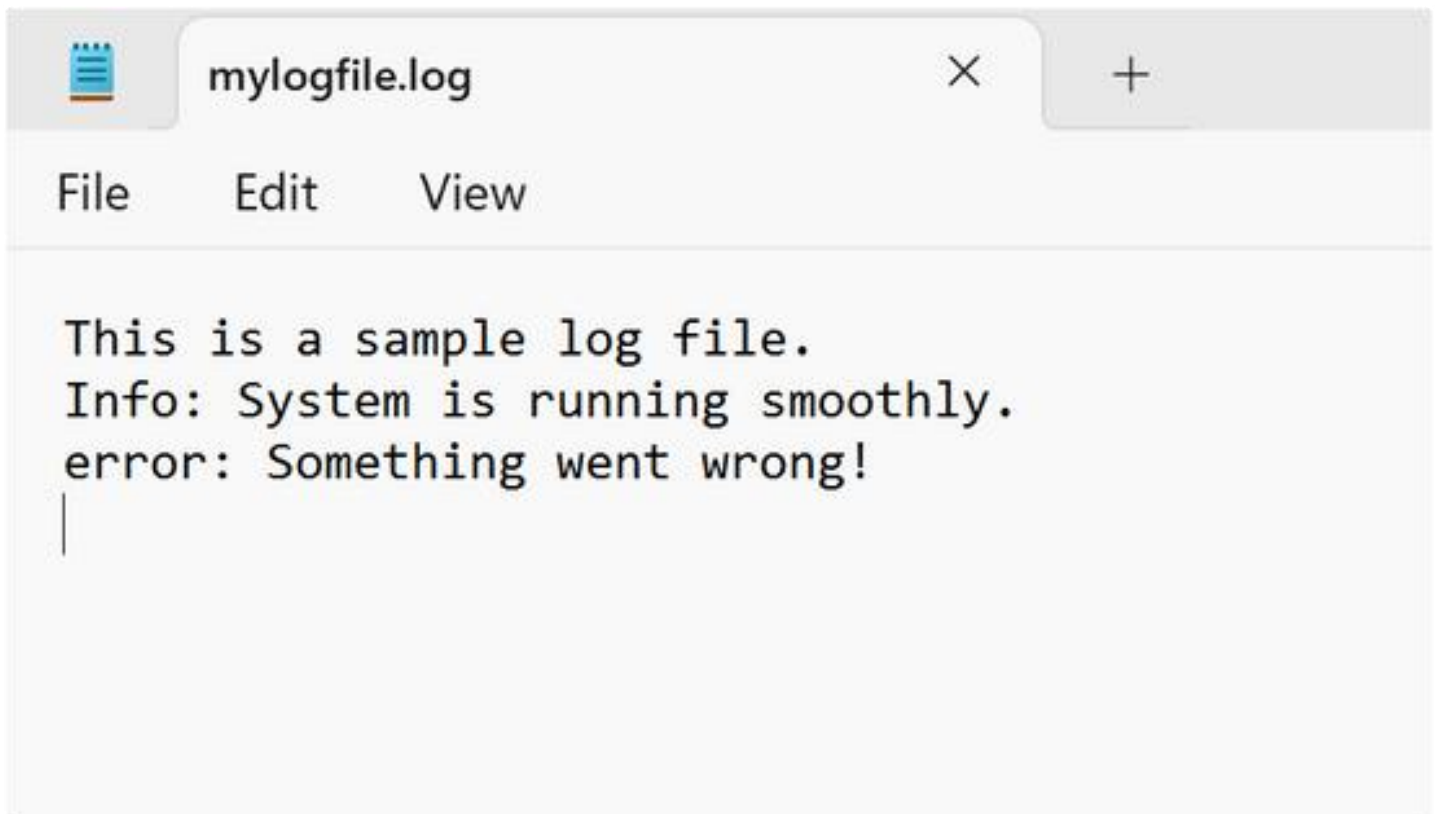 mylogfile.log
File Edit View
This is a sample log file.
Info: System is running smoothly.
error: Something went wrong!